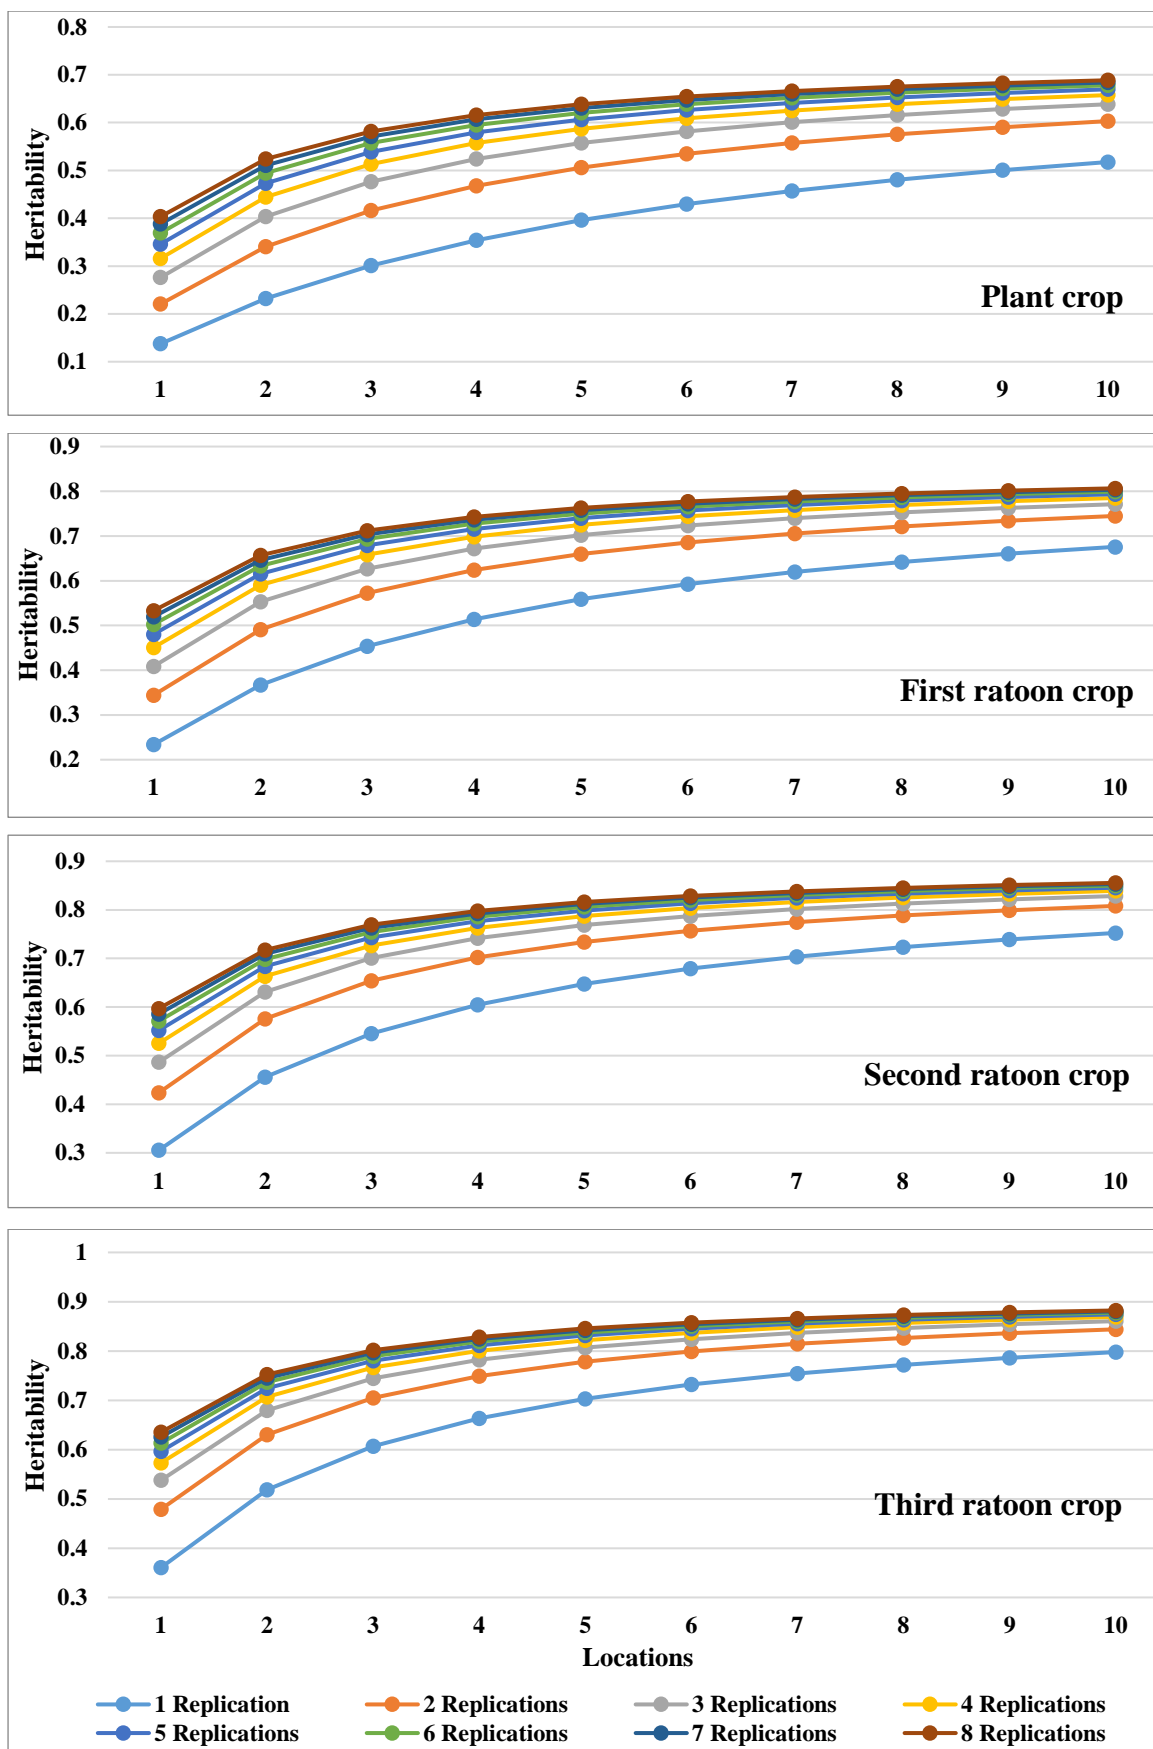 0.8
0.7
0.6
0.5
0.4
0.3
0.2
0.1
Heritability
Plant crop
1 2 3 4 5 6 7 8 9 10
0.9
0.8
0.7
0.6
0.5
0.4
0.3
0.2
Heritability
First ratoon crop
1 2 3 4 5 6 7 8 9 10
0.9
0.8
0.7
0.6
0.5
0.4
0.3
Heritability
Second ratoon crop
1 2 3 4 5 6 7 8 9 10
1
0.9
0.8
0.7
0.6
0.5
0.4
0.3
Heritability
Third ratoon crop
1 2 3 4 5 6 7 8 9 10
Locations
1 Replication 2 Replications 3 Replications 4 Replications
5 Replications 6 Replications 7 Replications 8 Replications